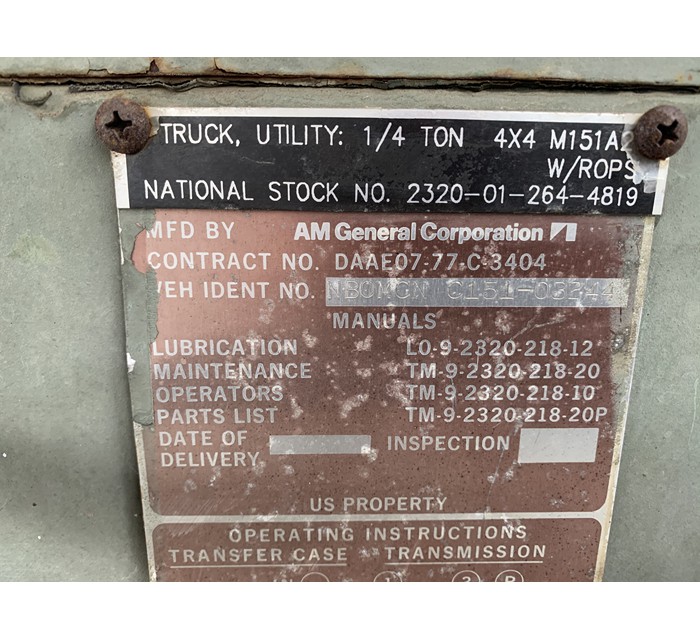 TRUCK, UTILITY: 1/4 TON 4X4 M151A2
W/ROPS
NATIONAL STOCK NO. 2320-01-264-4819
MFD BY AM General Corporation
CONTRACT NO. DAAE07-77-C-3404
VEH IDENT NO.
MANUALS
LUBRICATION LO-9-2320-218-12
MAINTENANCE TM-9-2320-218-20
OPERATORS TM-9-2320-218-10
PARTS LIST TM-9-2320-218-20P
DATE OF
DELIVERY INSPECTION
US PROPERTY
OPERATING INSTRUCTIONS
TRANSFER CASE TRANSMISSION
1 3 R